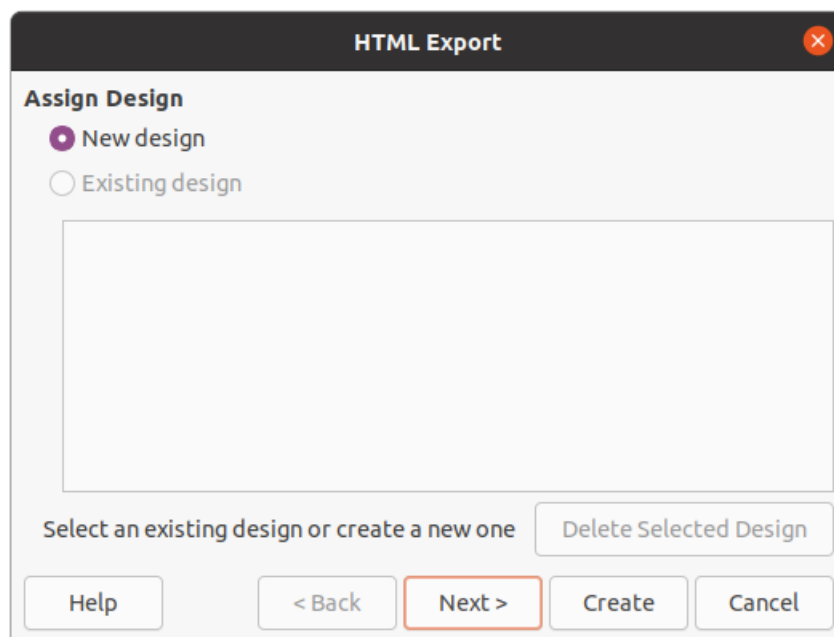 HTML Export
Assign Design
New design
Existing design
Select an existing design or create a new one Delete Selected Design
Help < Back Next > Create Cancel